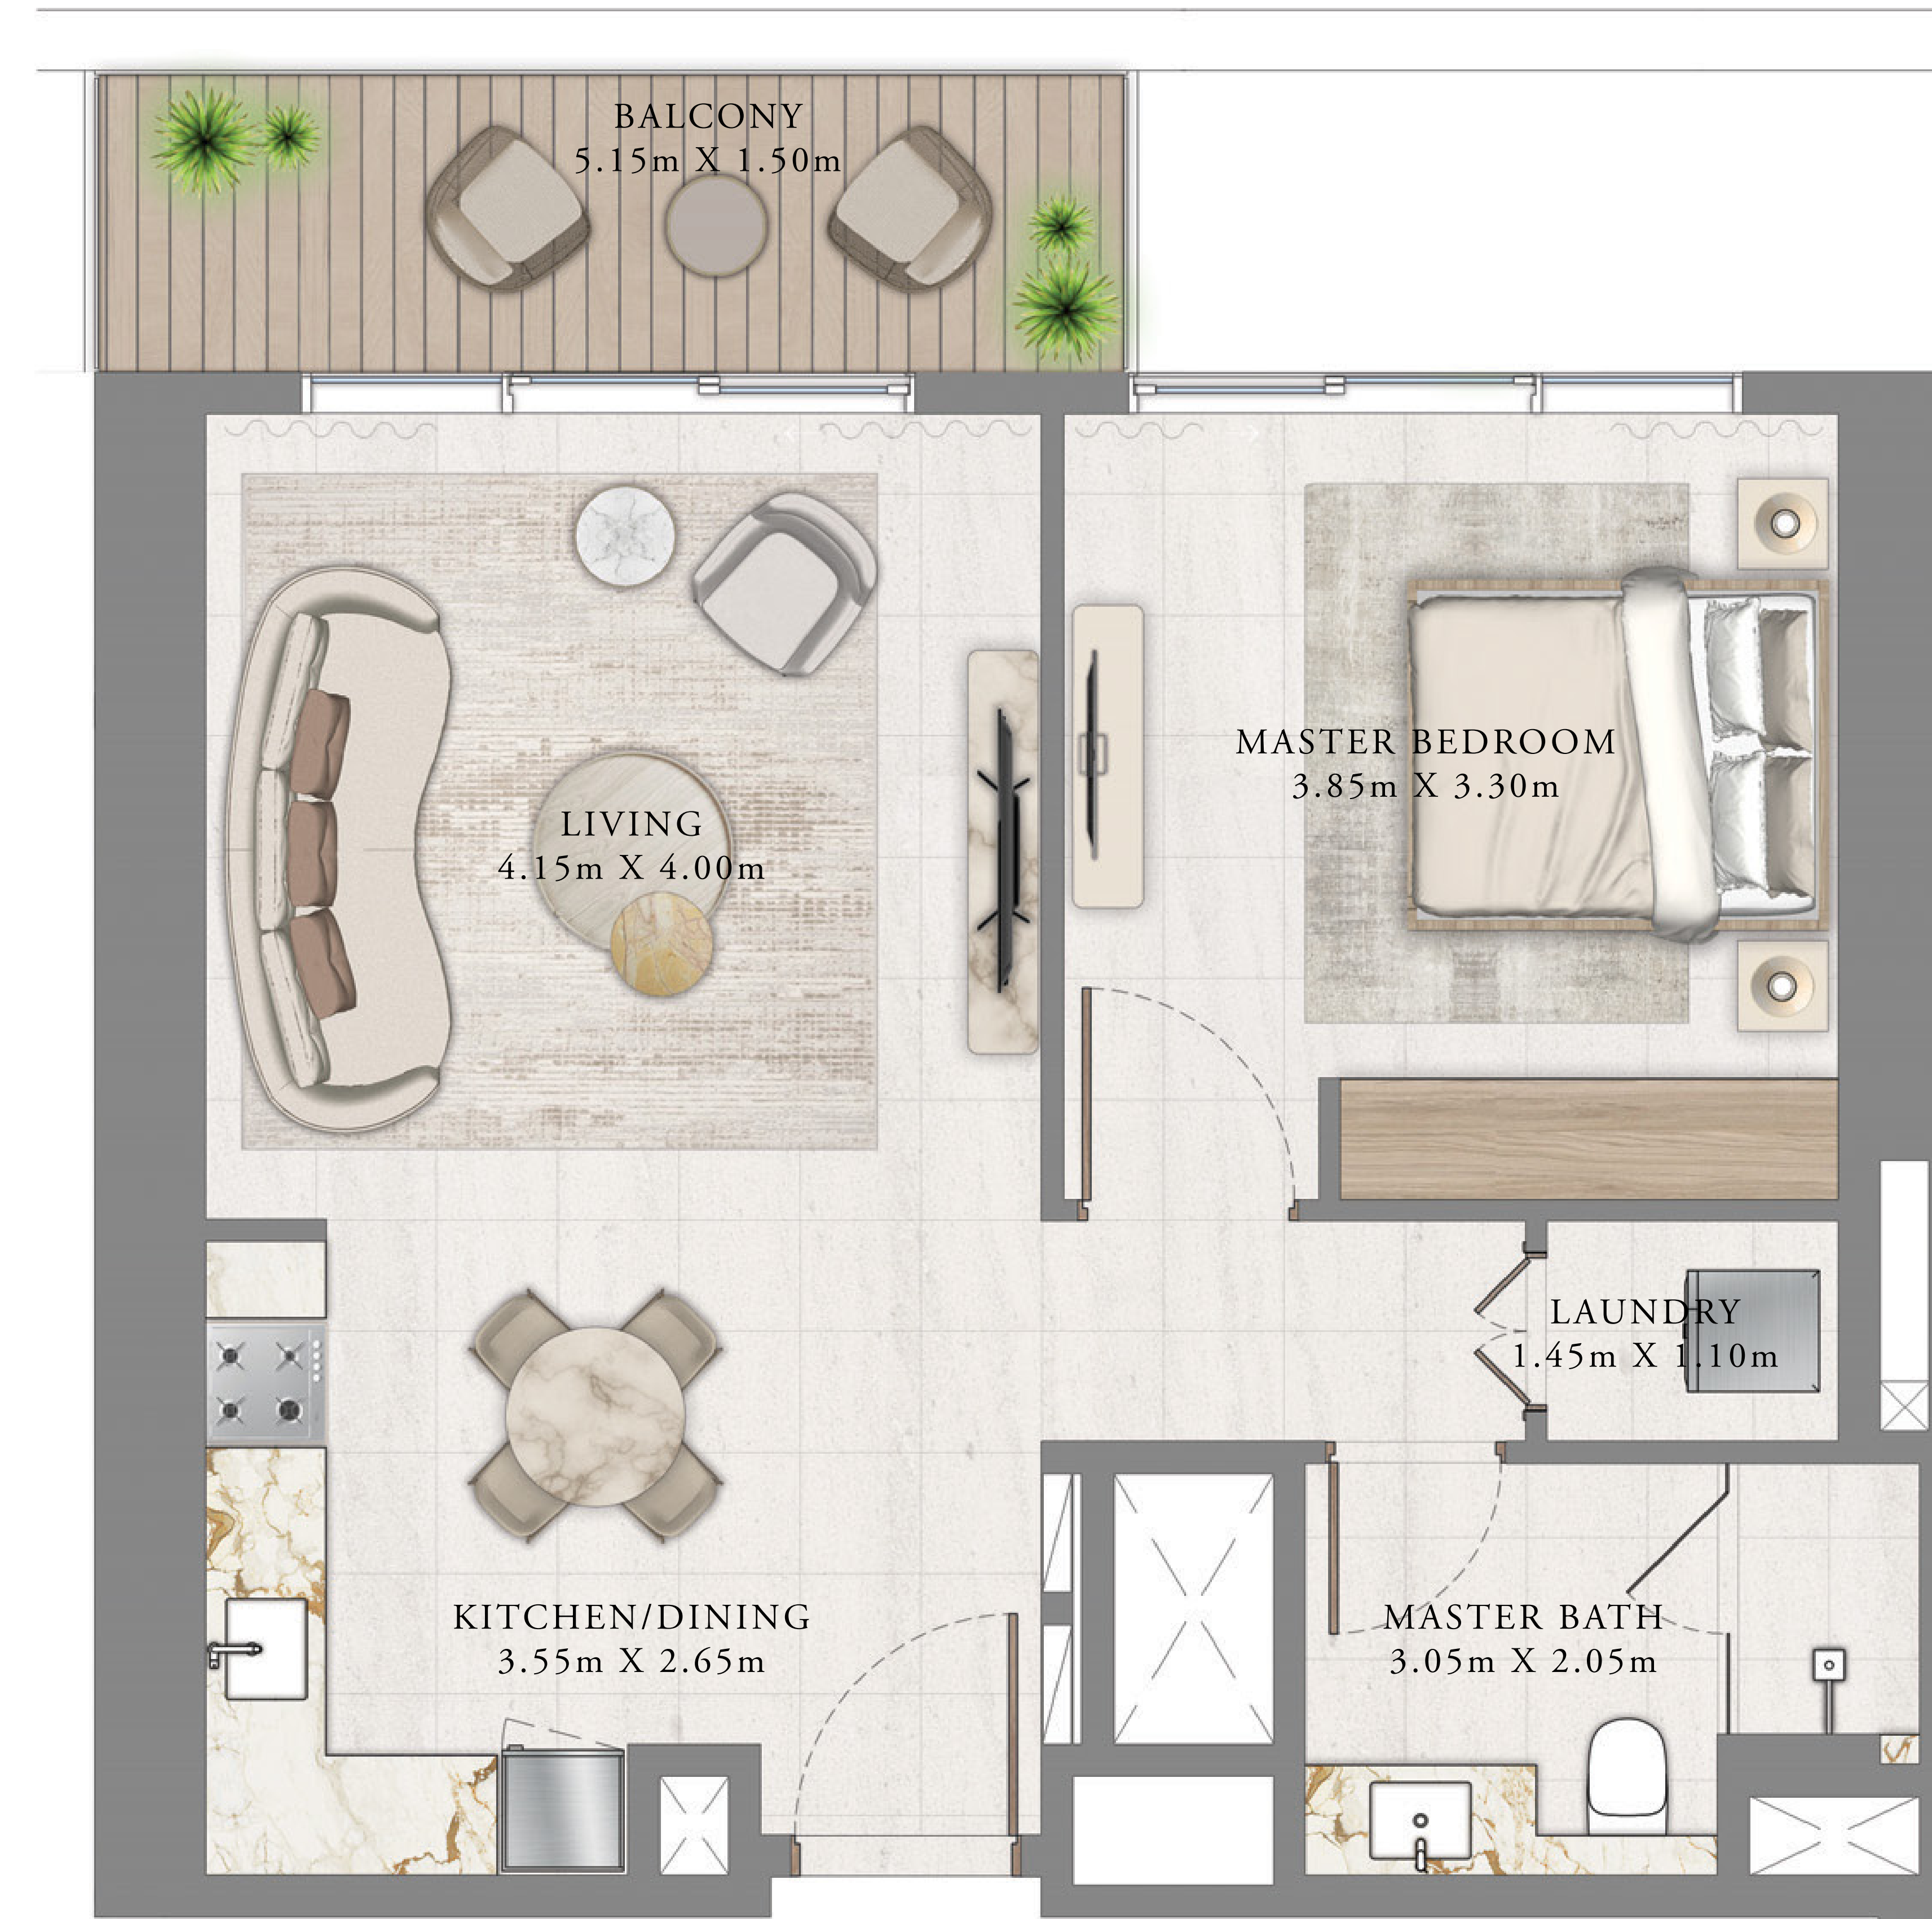 BALCONY
5.15m X 1.50m
MASTER BEDROOM
3.85m X 3.30m
LIVING
4.15m X 4.00m
LAUNDRY
1.45m X 1.10m
KITCHEN/DINING
3.55m X 2.65m
MASTER BATH
3.05m X 2.05m